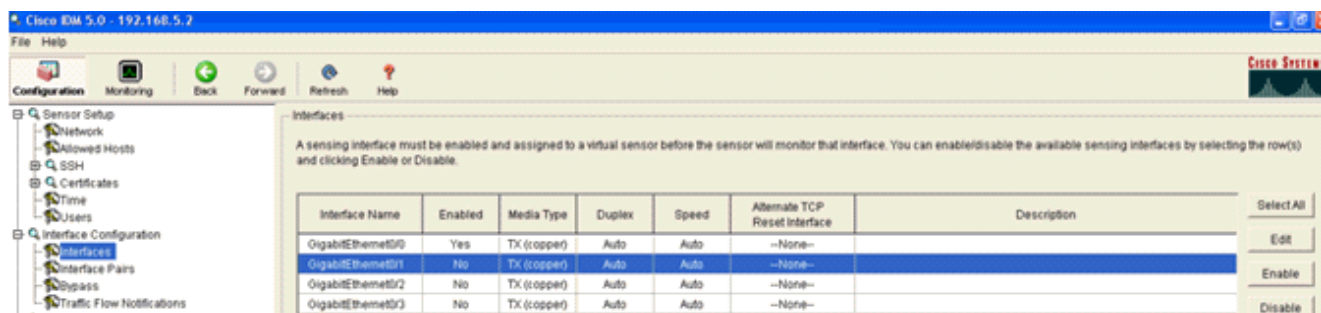 Cisco IDM 5.0 - 192.168.5.2
File Help
Configuration Monitoring Back Forward Refresh Help
CISCO SYSTEM
Sensor Setup
Network
Allowed Hosts
SSH
Certificates
Time
Users
Interface Configuration
Interfaces
Interface Pairs
Bypass
Traffic Flow Notifications
Interfaces
A sensing interface must be enabled and assigned to a virtual sensor before the sensor will monitor that interface. You can enable/disable the available sensing interfaces by selecting the row(s)
and clicking Enable or Disable.
Interface Name Enabled Media Type Duplex Speed Alternate TCP Reset Interface Description
GigabitEthernet0/0 Yes TX (copper) Auto Auto --None--
GigabitEthernet0/1 No TX (copper) Auto Auto --None--
GigabitEthernet0/2 No TX (copper) Auto Auto --None--
GigabitEthernet0/3 No TX (copper) Auto Auto --None--
Select All
Edit
Enable
Disable